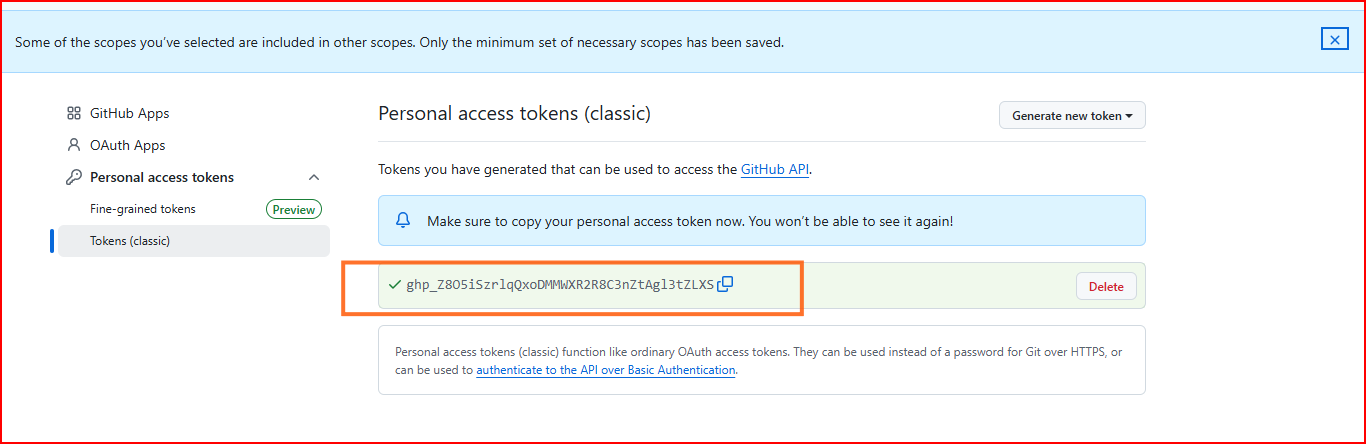 Some of the scopes you've selected are included in other scopes. Only the minimum set of necessary scopes has been saved.
GitHub Apps
OAuth Apps
Personal access tokens
Fine-grained tokens
Preview
Tokens (classic)
Personal access tokens (classic)
Generate new token
Tokens you have generated that can be used to access the GitHub API.
Make sure to copy your personal access token now. You won't be able to see it again!
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
Delete
Personal access tokens (classic) function like ordinary OAuth access tokens. They can be used instead of a password for Git over HTTPS, or
can be used to authenticate to the API over Basic Authentication.